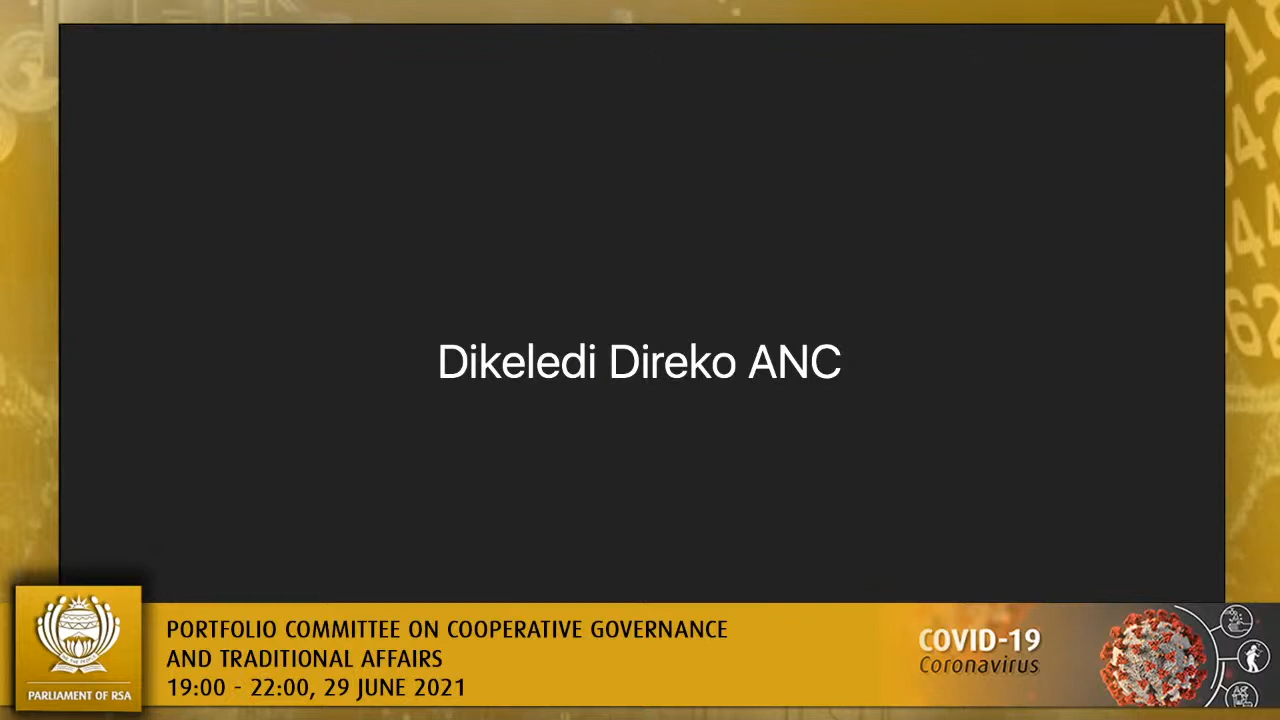 Dikeledi Direko ANC
PORTFOLIO COMMITTEE ON COOPERATIVE GOVERNANCE
AND TRADITIONAL AFFAIRS
19:00 - 22:00, 29 JUNE 2021
PARLIAMENT OF RSA
COVID-19
Coronavirus